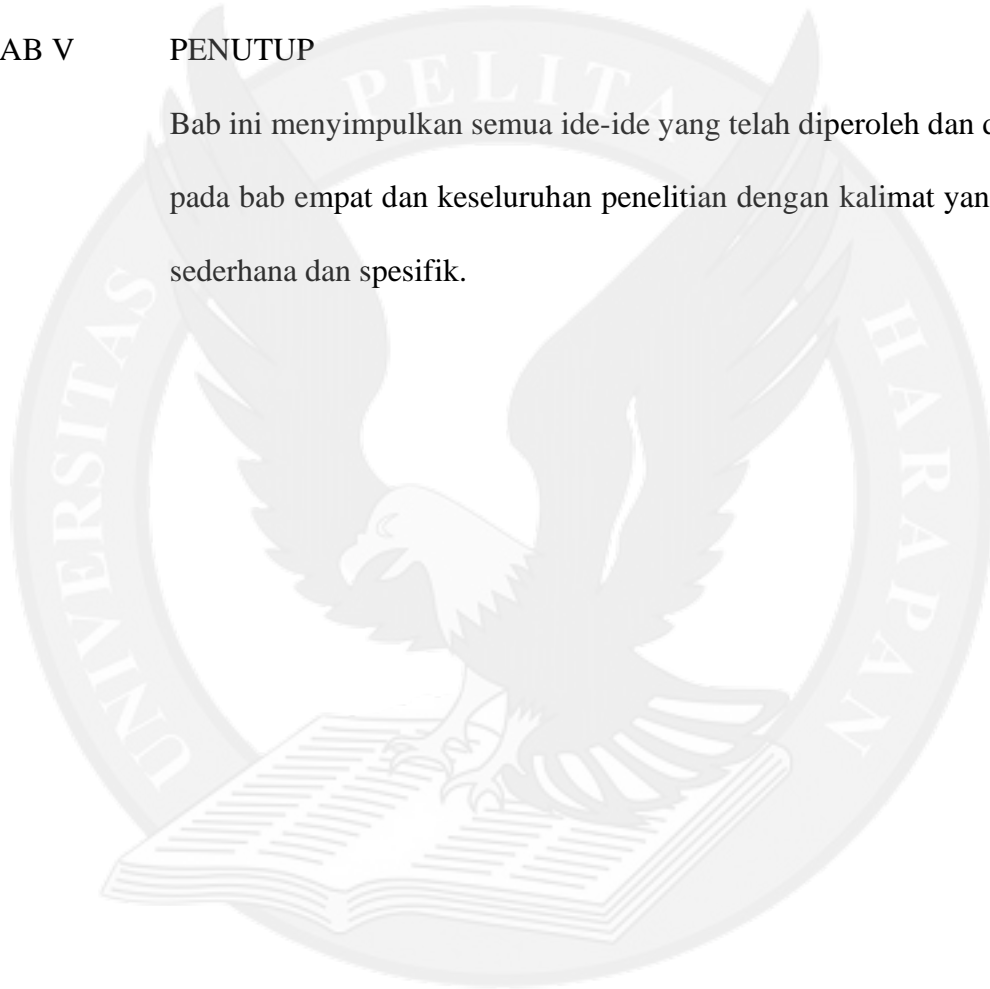 AB V PENUTUP
Bab ini menyimpulkan semua ide-ide yang telah diperoleh dan
pada bab empat dan keseluruhan penelitian dengan kalimat yan
sederhana dan spesifik.
UNIVERSITAS PELITA HARAPAN